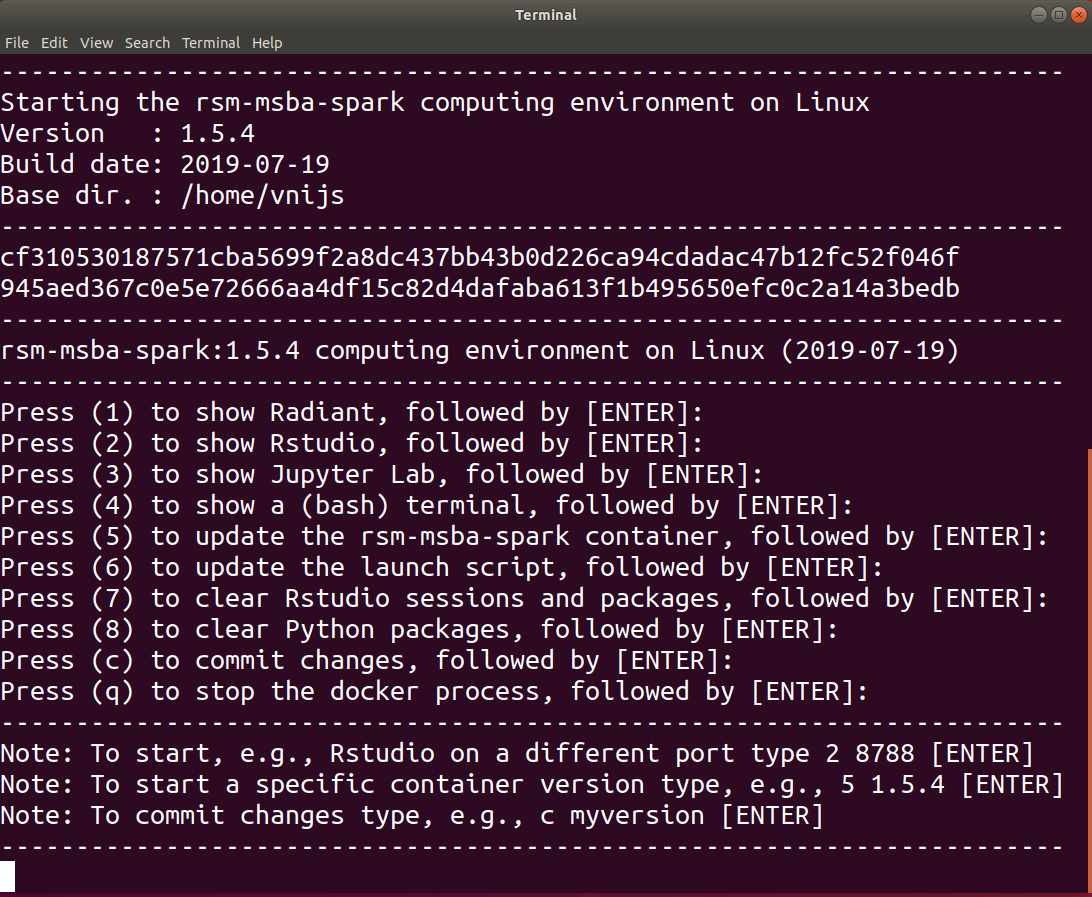 Terminal
File Edit View Search Terminal Help
-----------------------------------------------------------------------
Starting the rsm-msba-spark computing environment on Linux
Version   : 1.5.4
Build date: 2019-07-19
Base dir. : /home/vnijs
-----------------------------------------------------------------------
cf310530187571cba5699f2a8dc437bb43b0d226ca94cdadac47b12fc52f046f
945aed367c0e5e72666aa4df15c82d4dafaba613f1b495650efc0c2a14a3bedb
-----------------------------------------------------------------------
rsm-msba-spark:1.5.4 computing environment on Linux (2019-07-19)
-----------------------------------------------------------------------
Press (1) to show Radiant, followed by [ENTER]:
Press (2) to show Rstudio, followed by [ENTER]:
Press (3) to show Jupyter Lab, followed by [ENTER]:
Press (4) to show a (bash) terminal, followed by [ENTER]:
Press (5) to update the rsm-msba-spark container, followed by [ENTER]:
Press (6) to update the launch script, followed by [ENTER]:
Press (7) to clear Rstudio sessions and packages, followed by [ENTER]:
Press (8) to clear Python packages, followed by [ENTER]:
Press (c) to commit changes, followed by [ENTER]:
Press (q) to stop the docker process, followed by [ENTER]:
-----------------------------------------------------------------------
Note: To start, e.g., Rstudio on a different port type 2 8788 [ENTER]
Note: To start a specific container version type, e.g., 5 1.5.4 [ENTER]
Note: To commit changes type, e.g., c myversion [ENTER]
-----------------------------------------------------------------------